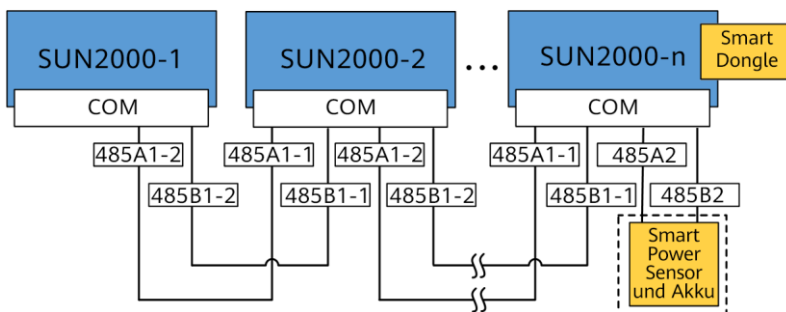 SUN2000-1
SUN2000-2
...
SUN2000-n
Smart
Dongle
COM
COM
COM
485A1-2
485A1-1
485A1-2
485A1-1
485A2
485B1-2
485B1-1
485B1-2
485B1-1
485B2
Smart
Power
Sensor
und Akku